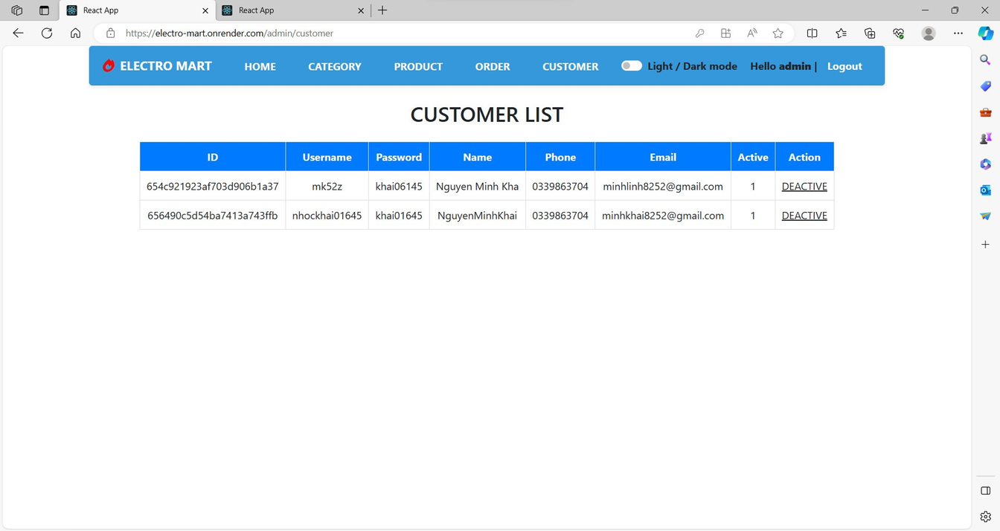 React App
React App
https://electro-mart.onrender.com/admin/customer
ELECTRO MART HOME CATEGORY PRODUCT ORDER CUSTOMER Light / Dark mode Hello admin | Logout
CUSTOMER LIST
ID Username Password Name Phone Email Active Action
654c921923af703d906b1a37 mk52z khai06145 Nguyen Minh Kha 0339863704 minhlinh8252@gmail.com 1 DEACTIVE
656490c5d54ba7413a743ffb nhockhai01645 khai01645 NguyenMinhKhai 0339863704 minhkhai8252@gmail.com 1 DEACTIVE